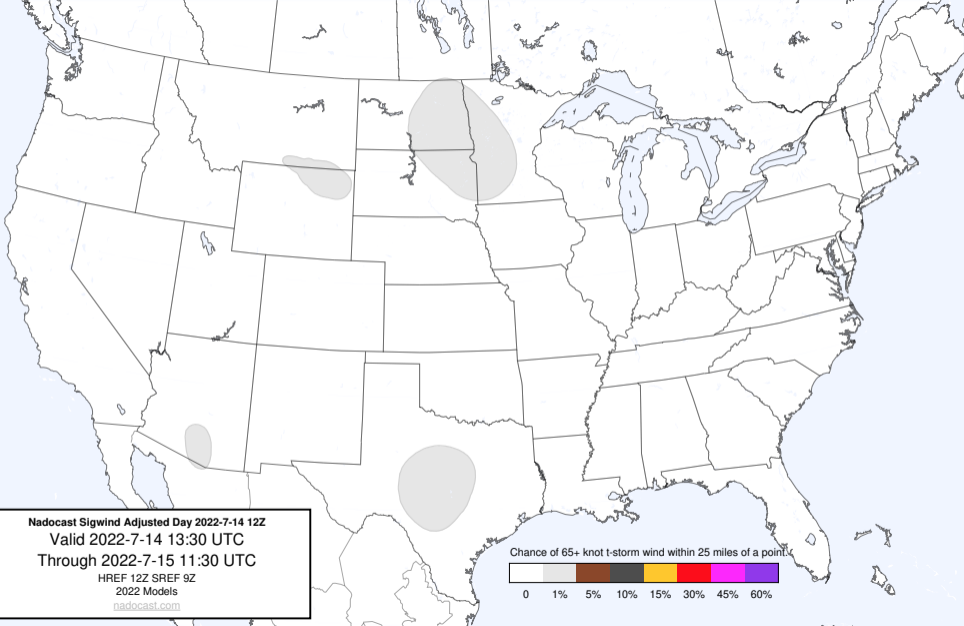 Nadocast Sigwind Adjusted Day 2022-7-14 12Z
Valid 2022-7-14 13:30 UTC
Through 2022-7-15 11:30 UTC
HREF 12Z SREF 9Z
2022 Models
nadocast.com
Chance of 65+ knot t-storm wind within 25 miles of a point.
0 1% 5% 10% 15% 30% 45% 60%